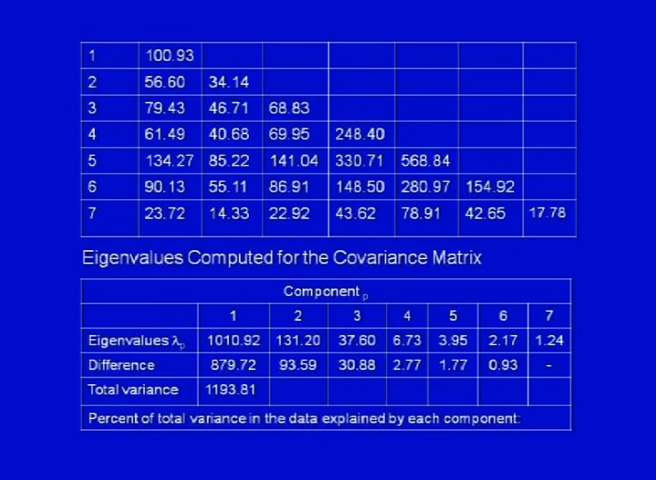 1 100.93
2 56.60 34.14
3 79.43 46.71 68.83
4 61.49 40.68 69.95 248.40
5 134.27 85.22 141.04 330.71 568.84
6 90.13 55.11 86.91 148.50 280.97 154.92
7 23.72 14.33 22.92 43.62 78.91 42.65 17.78
Eigenvalues Computed for the Covariance Matrix
Component p
1 2 3 4 5 6 7
Eigenvalues λp 1010.92 131.20 37.60 6.73 3.95 2.17 1.24
Difference 879.72 93.59 30.88 2.77 1.77 0.93 -
Total variance 1193.81
Percent of total variance in the data explained by each component: